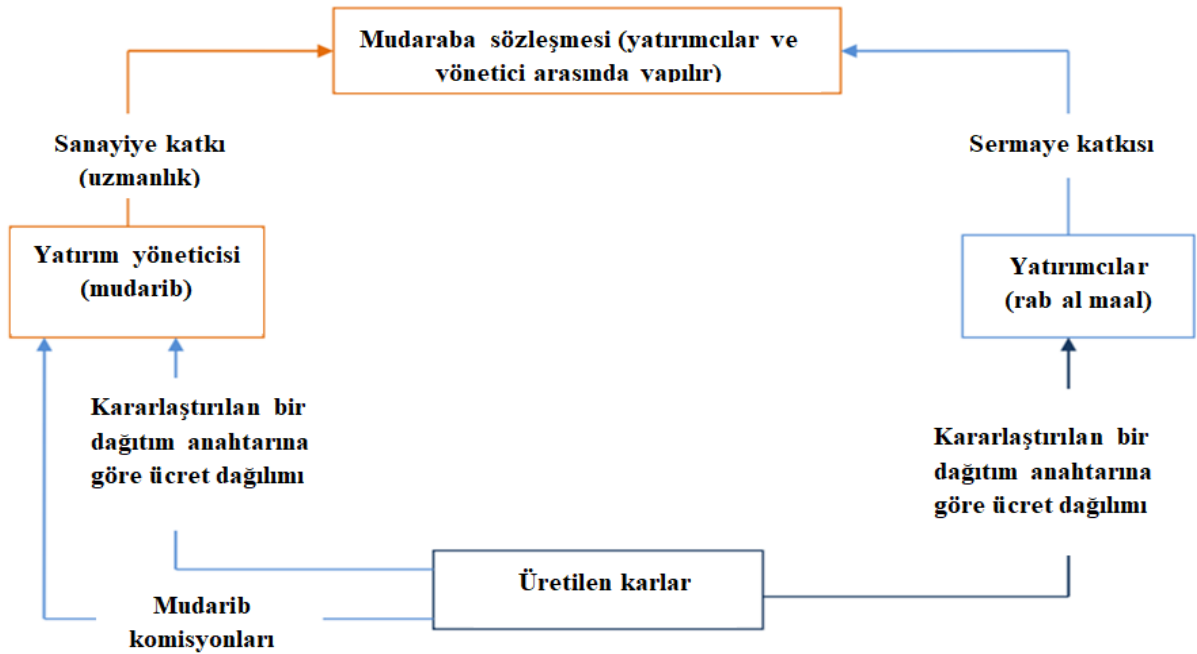 Mudaraba sözleşmesi (yatırımcılar ve
yönetici arasında yapılır)
Sanayiye katkı
(uzmanlık)
Sermaye katkısı
Yatırım yöneticisi
(mudarib)
Yatırımcılar
(rab al maal)
Kararlaştırılan bir
dağıtım anahtarına
göre ücret dağılımı
Kararlaştırılan bir
dağıtım anahtarına
göre ücret dağılımı
Üretilen karlar
Mudarib
komisyonları